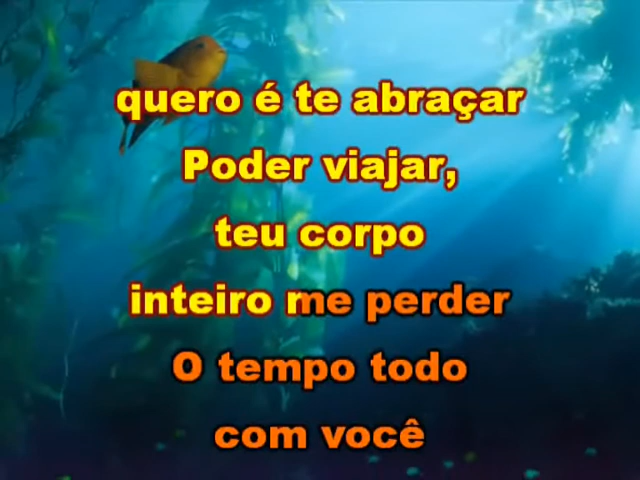 quero é te abraçar
Poder viajar,
teu corpo
inteiro me perder
O tempo todo
com você